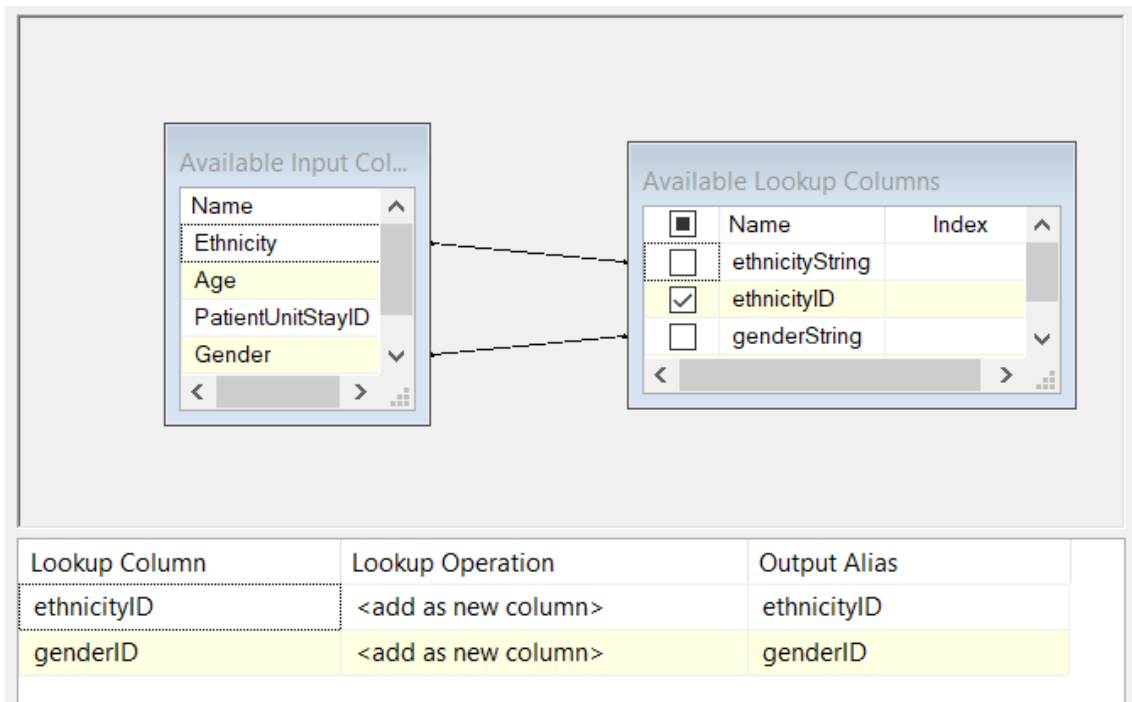 Available Input Col...
Name
Ethnicity
Age
PatientUnitStayID
Gender
Available Lookup Columns
Name Index
ethnicityString
ethnicityID
genderString
Lookup Column Lookup Operation Output Alias
ethnicityID <add as new column> ethnicityID
genderID <add as new column> genderID